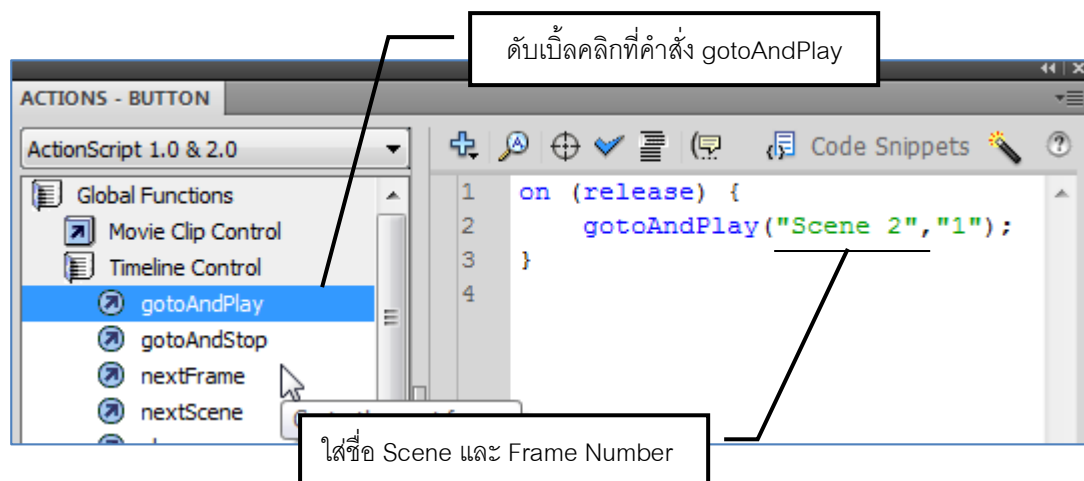 ดับเบิ้ลคลิกที่คำสั่ง gotoAndPlay
ACTIONS - BUTTON
ActionScript 1.0 & 2.0
Code Snippets
Global Functions
Movie Clip Control
Timeline Control
gotoAndPlay
gotoAndStop
nextFrame
nextScene
1 on (release) {
2 gotoAndPlay("Scene 2","1");
3 }
4
ใส่ชื่อ Scene และ Frame Number